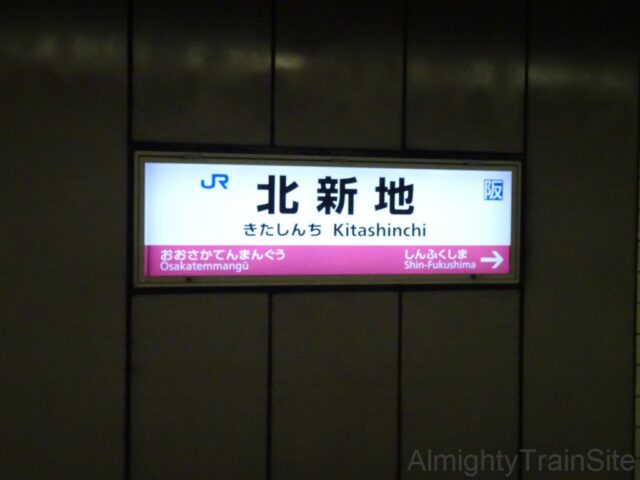 JR 北新地 阪
きたしんち Kitashinchi
おおさかてんまんぐう しんふくしま →
Ōsakatemmangū Shin-Fukushima
AlmightyTrainSite